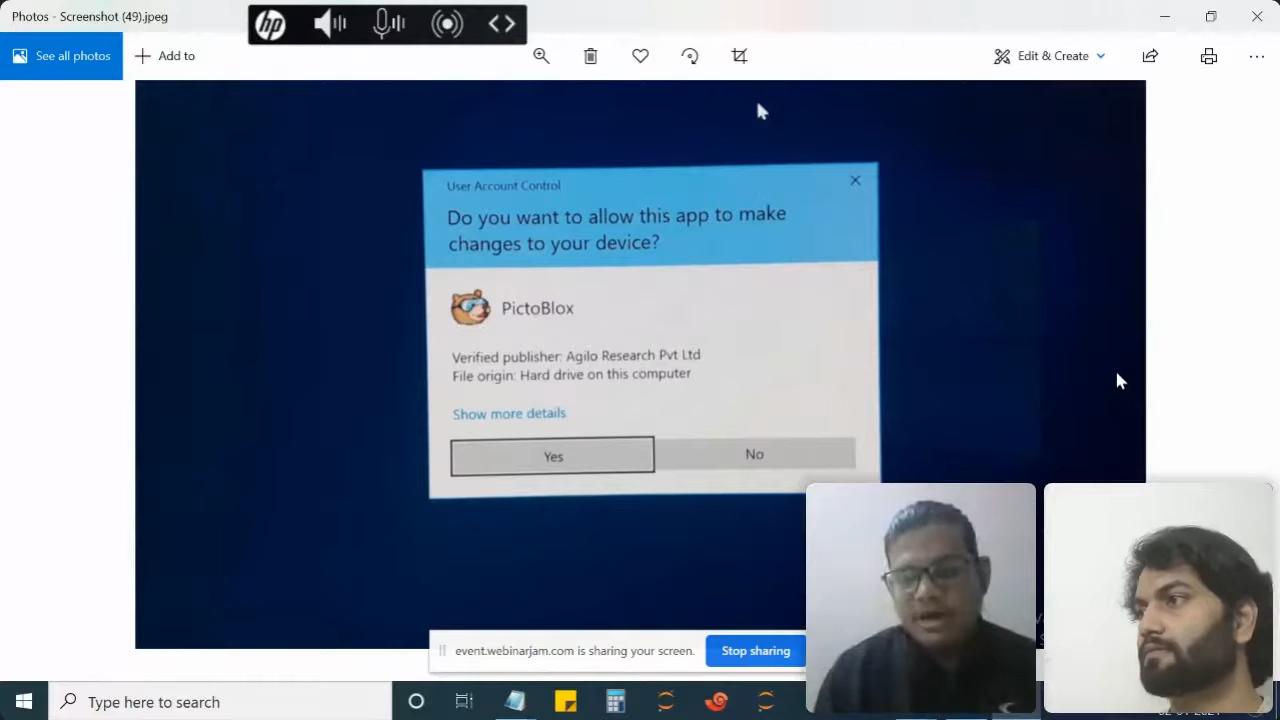 Photos - Screenshot (49).jpeg
hp
See all photos
Add to
Edit & Create
User Account Control
Do you want to allow this app to make
changes to your device?
PictoBlox
Verified publisher: Agilo Research Pvt Ltd
File origin: Hard drive on this computer
Show more details
Yes
No
event.webinarjam.com is sharing your screen.
Stop sharing
Type here to search